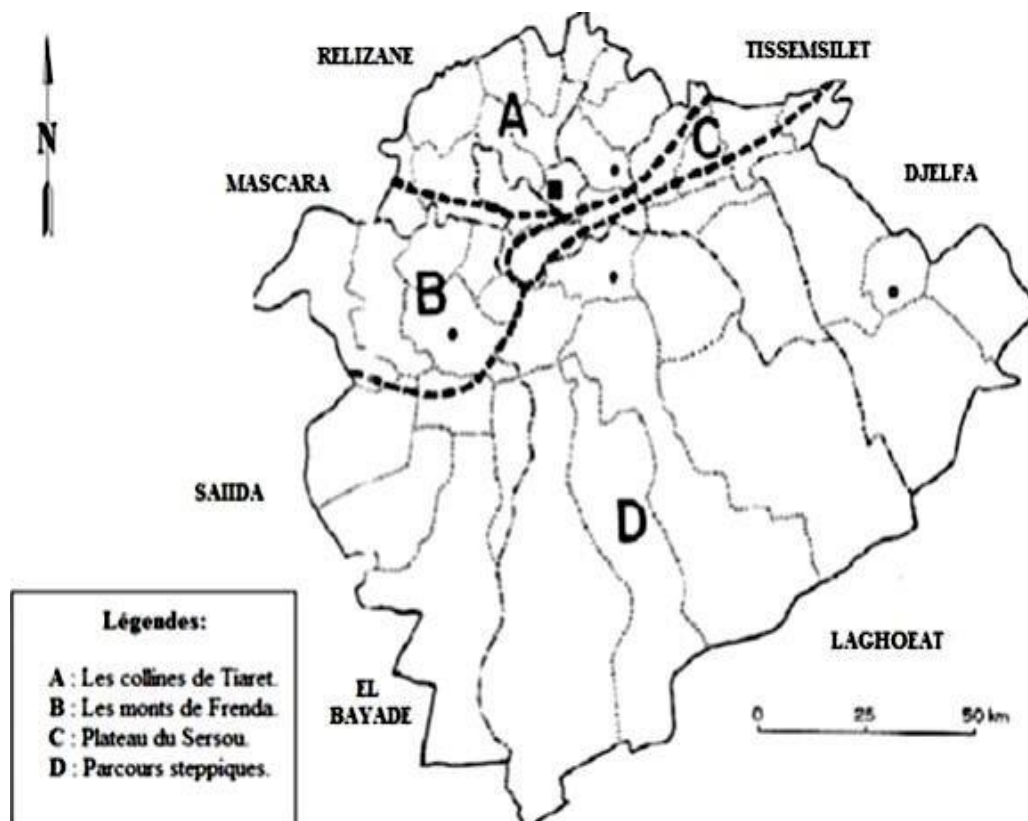 RELIZANE
TISSEMSILET
N
A
C
MASCARA
DJELFA
B
SAIIDA
D
Légendes:
A : Les collines de Tiaret.
B : Les monts de Frenda.
C : Plateau du Sersou.
D : Parcours steppiques.
EL
BAYADE
LAGHOEAT
0 25 50 km